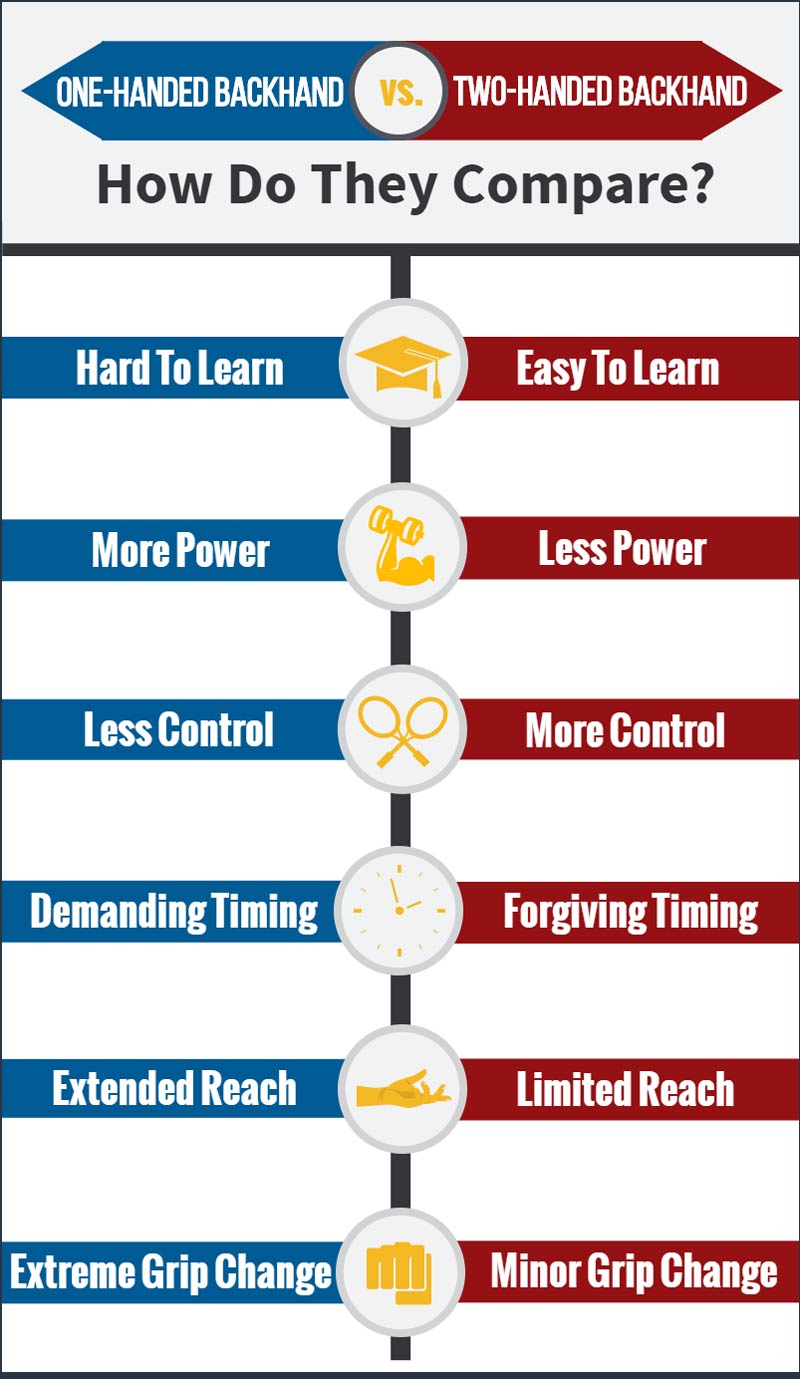 ONE-HANDED BACKHAND vs. TWO-HANDED BACKHAND
How Do They Compare?
Hard To Learn
Easy To Learn
More Power
Less Power
Less Control
More Control
Demanding Timing
Forgiving Timing
Extended Reach
Limited Reach
Extreme Grip Change
Minor Grip Change